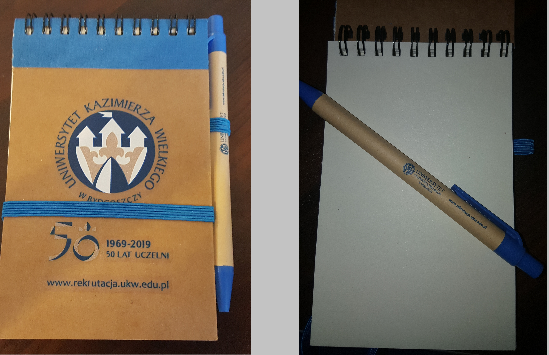 UNIWERSYTET KAZIMIERZA WIELKIEGO
W BYDGOSZCZY
50
1969-2019
50 LAT UCZELNI
www.rekrutacja.ukw.edu.pl